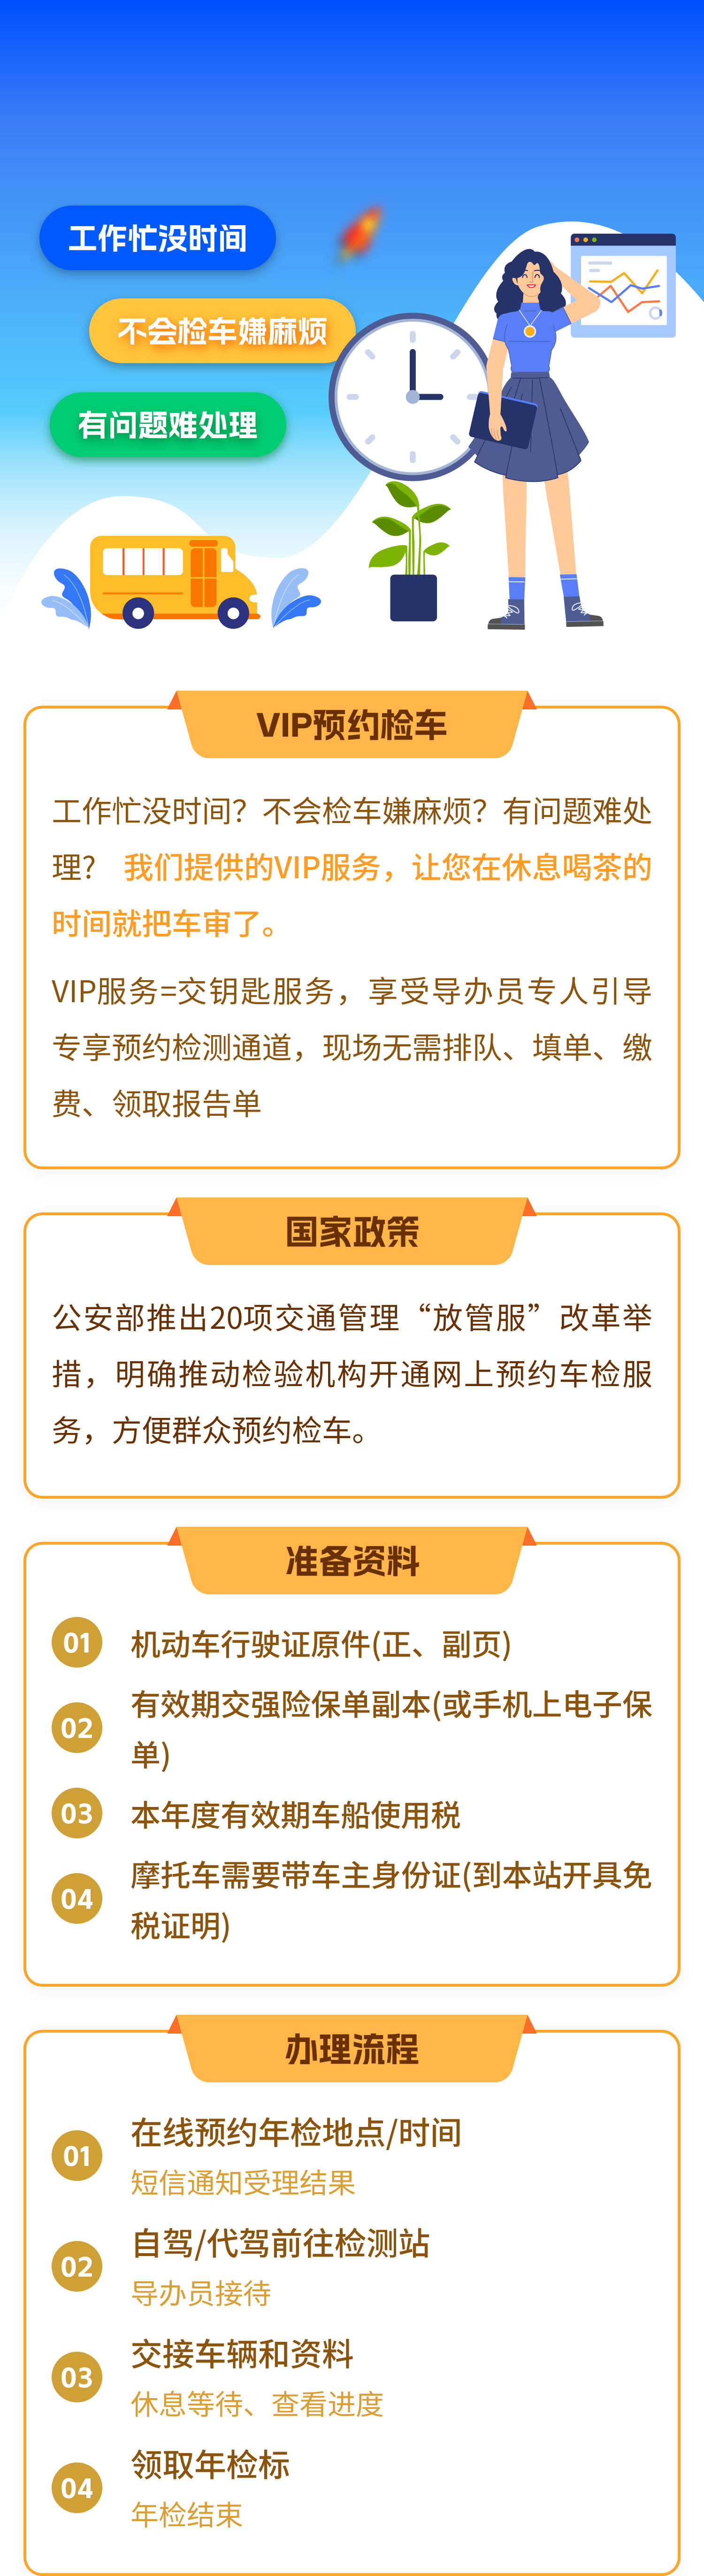 工作忙没时间
不会检车嫌麻烦
有问题难处理
VIP预约检车
工作忙没时间？不会检车嫌麻烦？有问题难处
理？ 我们提供的VIP服务，让您在休息喝茶的
时间就把车审了。
VIP服务=交钥匙服务，享受导办员专人引导
专享预约检测通道，现场无需排队、填单、缴
费、领取报告单
国家政策
公安部推出20项交通管理“放管服”改革举
措，明确推动检验机构开通网上预约车检服
务，方便群众预约检车。
准备资料
01 机动车行驶证原件(正、副页)
02 有效期交强险保单副本(或手机上电子保
单)
03 本年度有效期车船使用税
04 摩托车需要带车主身份证(到本站开具免
税证明)
办理流程
01 在线预约年检地点/时间
短信通知受理结果
02 自驾/代驾前往检测站
导办员接待
03 交接车辆和资料
休息等待、查看进度
04 领取年检标
年检结束